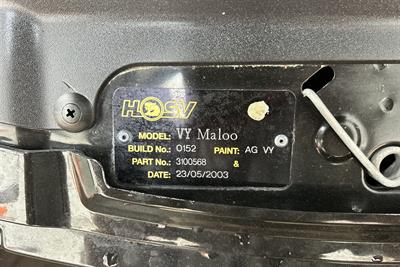 HSV
MODEL: VY Maloo
BUILD No.: 0152 PAINT: AG VY
PART No.: 3100568 &
DATE: 23/05/2003